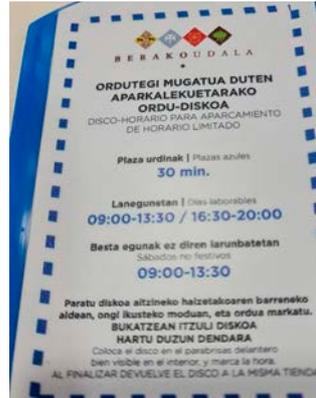 BERAKOUDALA
ORDUTEGI MUGATUA DUTEN
APARKALEKUETARAKO
ORDU-DISKOA
DISCO-HORARIO PARA APARCAMIENTO
DE HORARIO LIMITADO
Plaza urdinak | Plazas azules
30 min.
Lanegunetan | Días laborables
09:00-13:30 / 16:30-20:00
Besta egunak ez diren larunbatetan
Sábados no festivos
09:00-13:30
Paratu diskoa aitzineko haizetakoaren barreneko
aldean, ongi ikusteko moduan, eta ordua markatu.
BUKATZEAN ITZULI DISKOA
HARTU DUZUN DENDARA
Coloca el disco en el parabrisas delantero
bien visible en el interior, y marca la hora.
AL FINALIZAR DEVUELVE EL DISCO A LA MISMA TIENDA